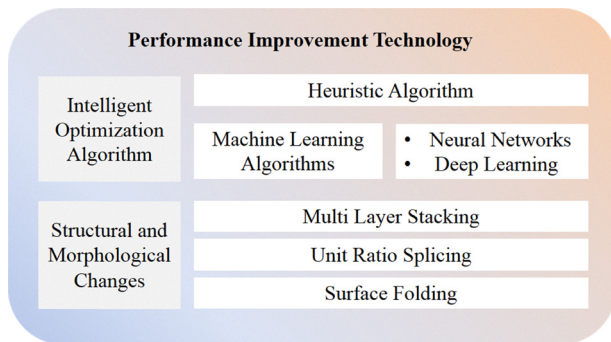 Performance Improvement Technology
Intelligent
Optimization
Algorithm
Heuristic Algorithm
Machine Learning
Algorithms
• Neural Networks
• Deep Learning
Structural and
Morphological
Changes
Multi Layer Stacking
Unit Ratio Splicing
Surface Folding